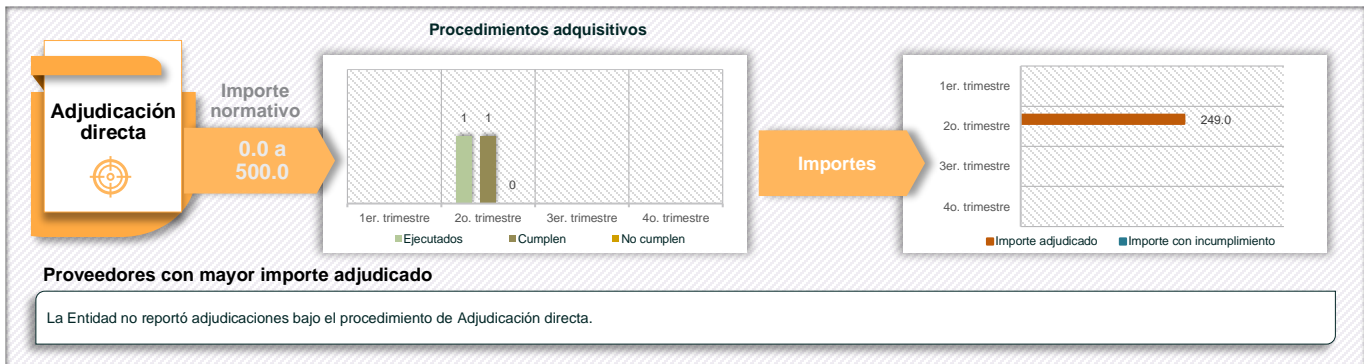 Procedimientos adquisitivos
Adjudicación
directa
Importe
normativo
0.0 a
500.0
1
1
0
1er. trimestre
2o. trimestre
3er. trimestre
4o. trimestre
Ejecutados
Cumplen
No cumplen
Importes
1er. trimestre
2o. trimestre
249.0
3er. trimestre
4o. trimestre
Importe adjudicado
Importe con incumplimiento
Proveedores con mayor importe adjudicado
La Entidad no reportó adjudicaciones bajo el procedimiento de Adjudicación directa.